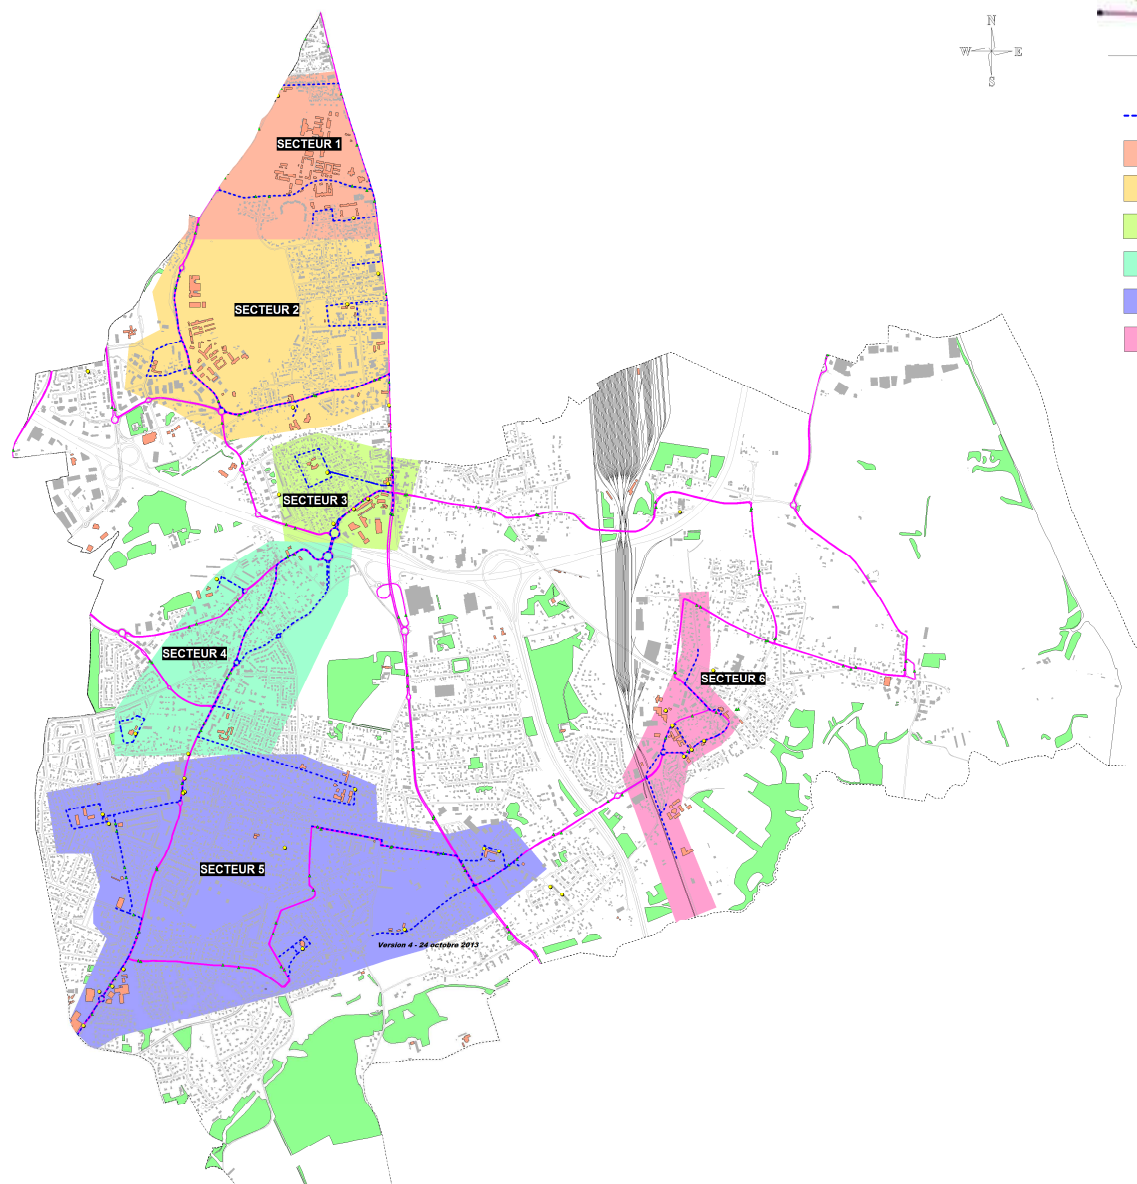 N
W E
S
SECTEUR 1
SECTEUR 2
SECTEUR 3
SECTEUR 4
SECTEUR 6
SECTEUR 5
Version 4 - 24 octobre 2013